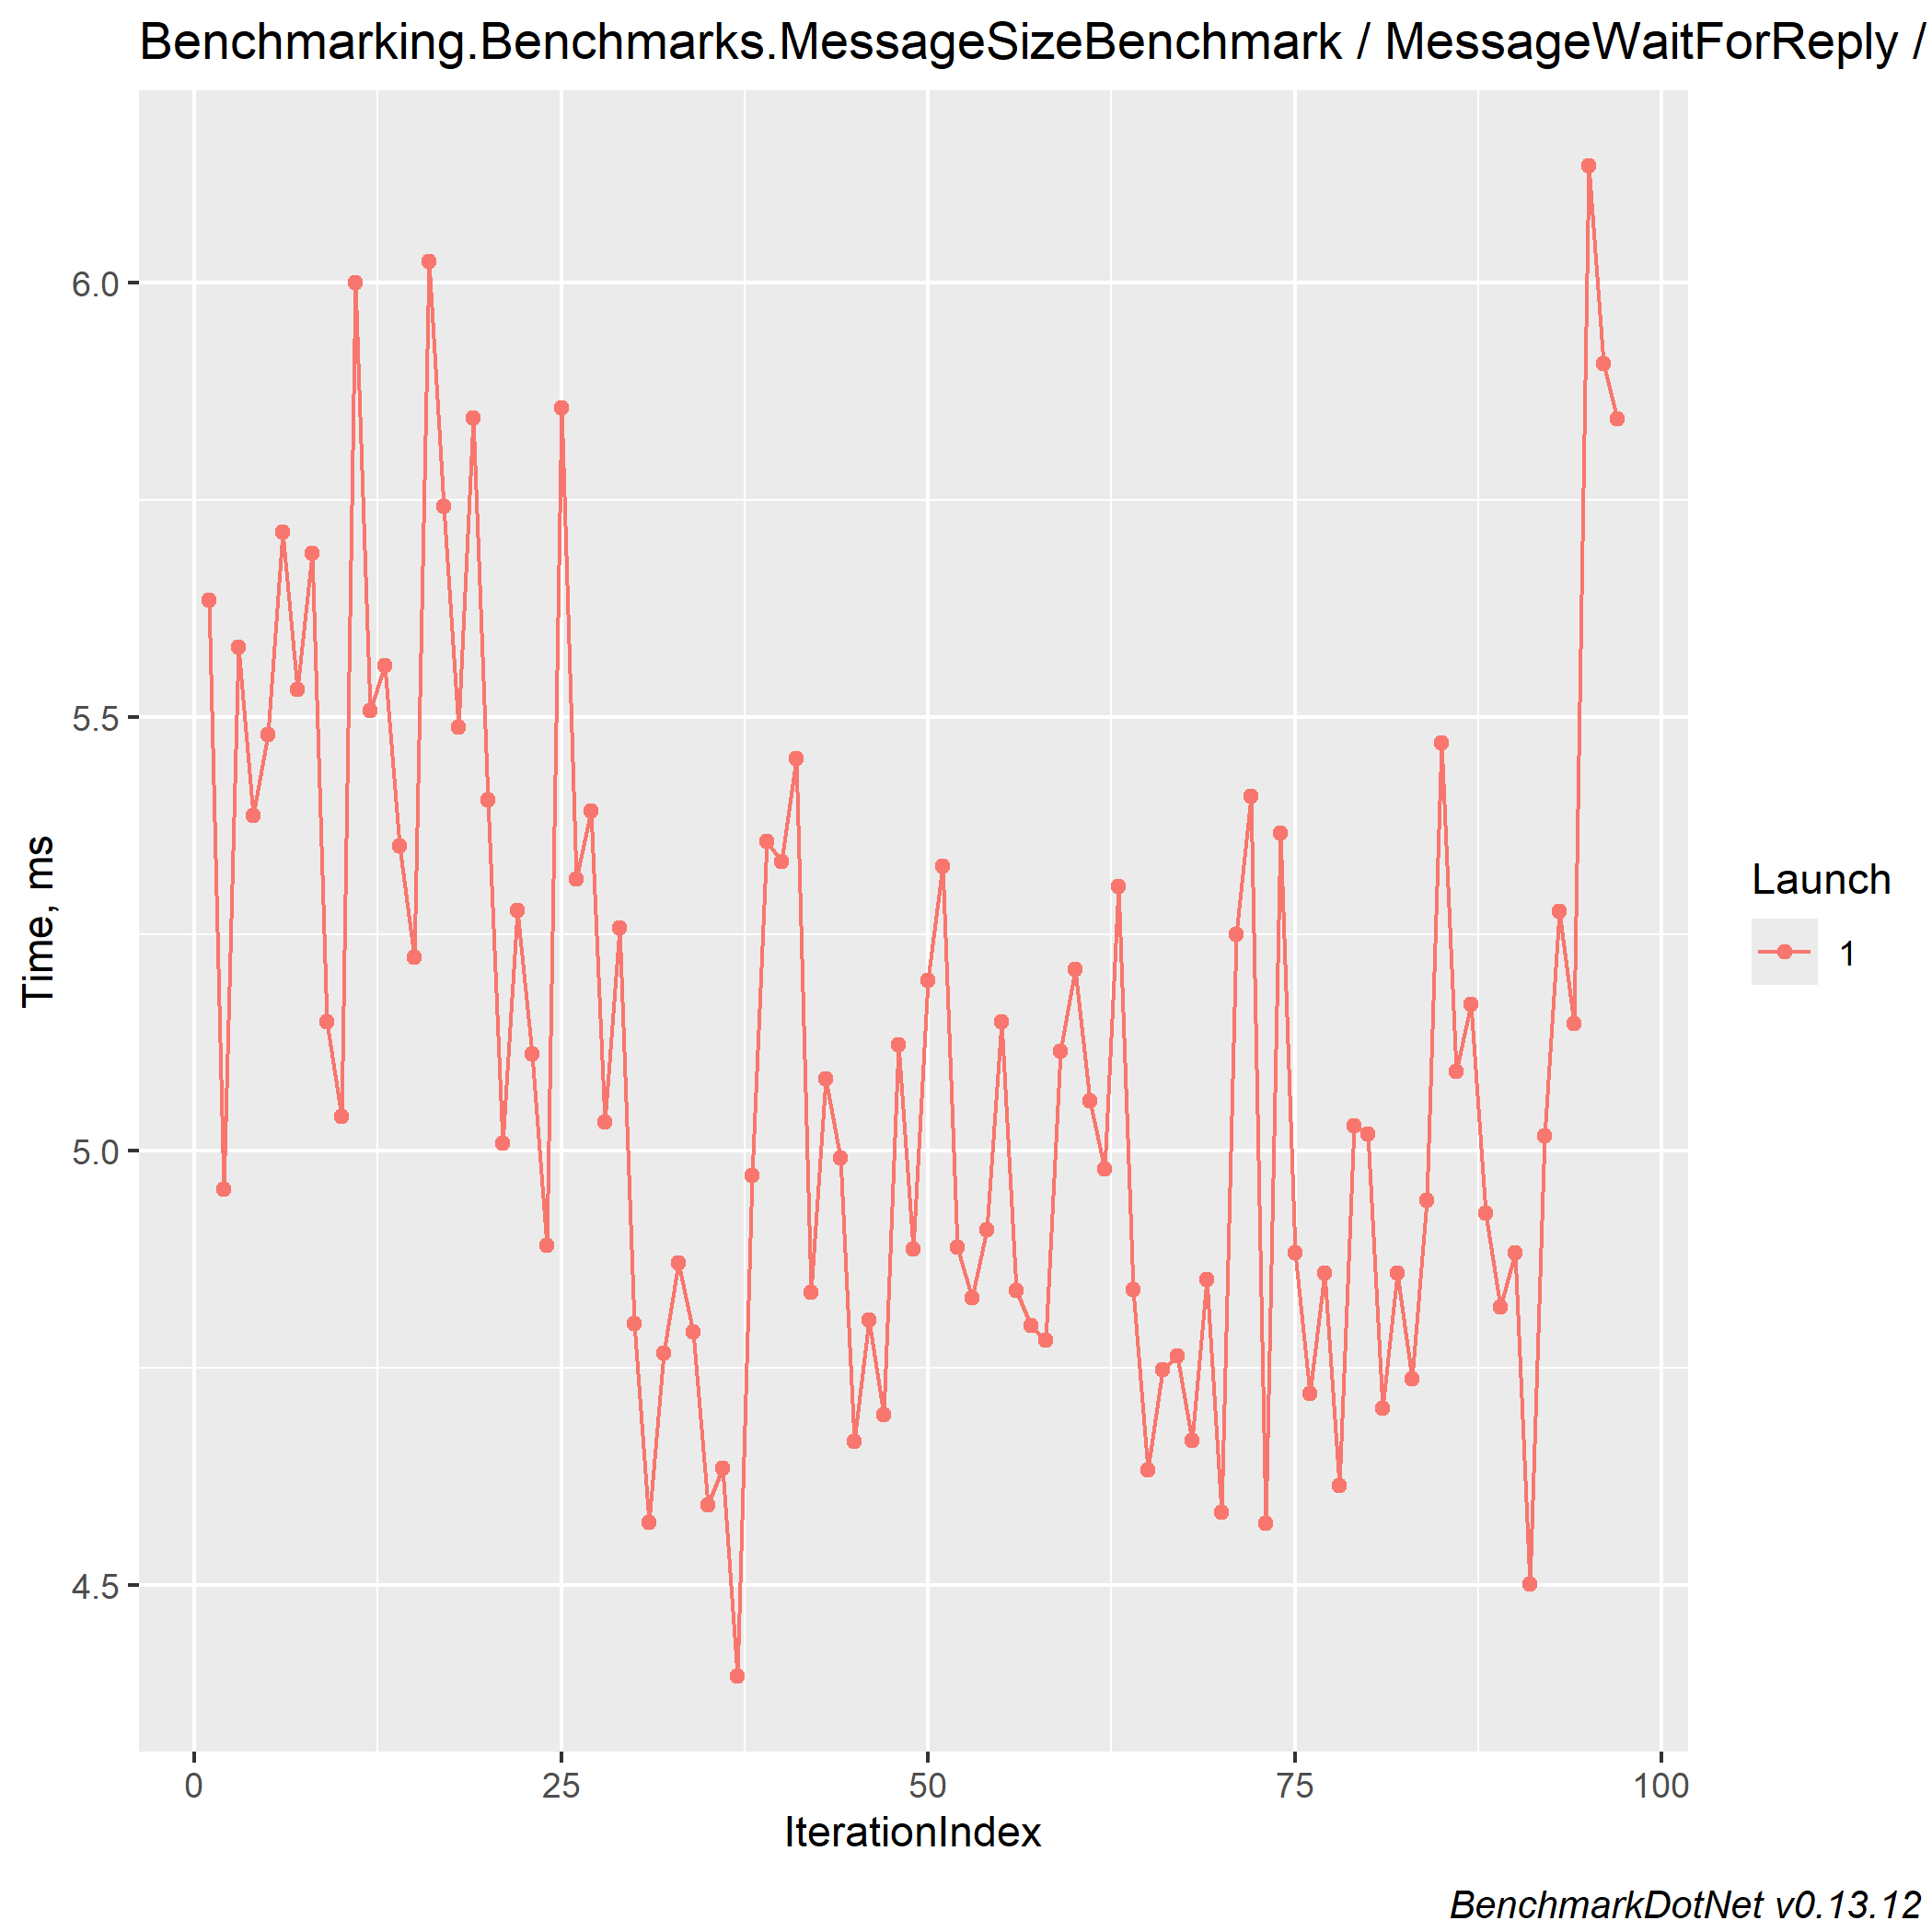 Benchmarking.Benchmarks.MessageSizeBenchmark / MessageWaitForReply /
6.0
5.5
5.0
4.5
Time, ms
0 25 50 75 100
IterationIndex
Launch
1
BenchmarkDotNet v0.13.12